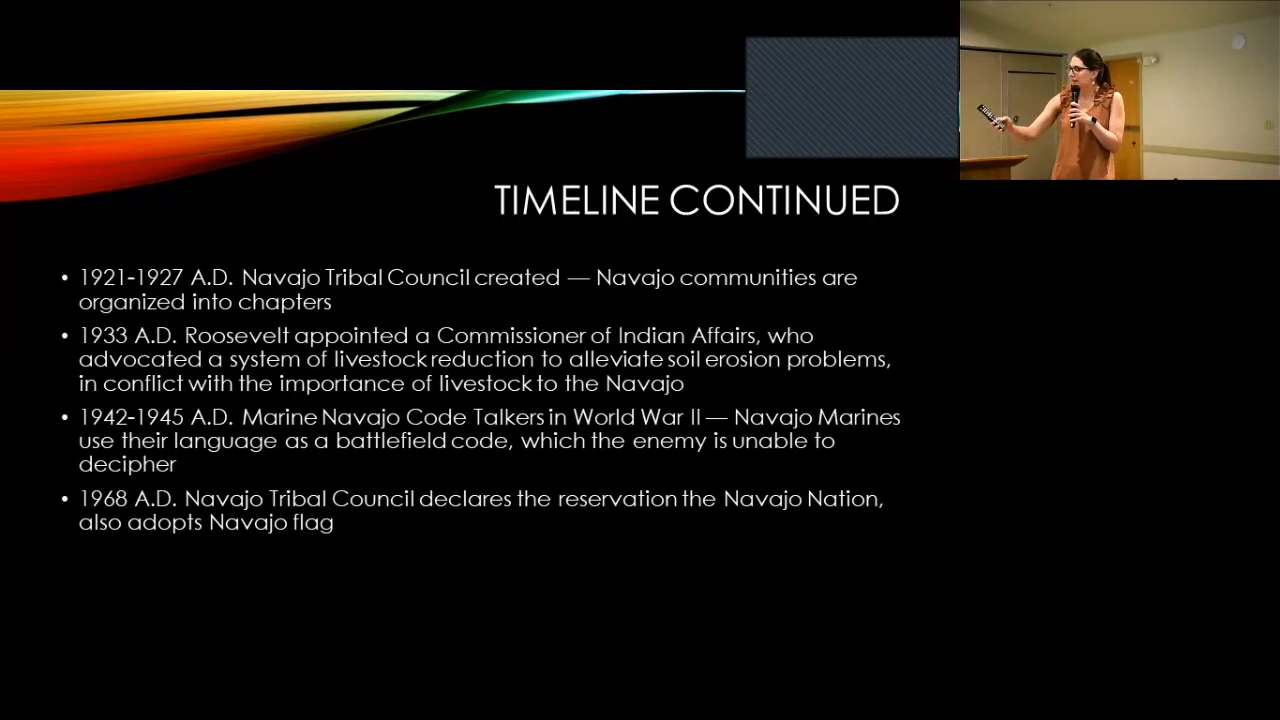 TIMELINE CONTINUED
• 1921-1927 A.D. Navajo Tribal Council created — Navajo communities are
organized into chapters
• 1933 A.D. Roosevelt appointed a Commissioner of Indian Affairs, who
advocated a system of livestock reduction to alleviate soil erosion problems,
in conflict with the importance of livestock to the Navajo
• 1942-1945 A.D. Marine Navajo Code Talkers in World War II — Navajo Marines
use their language as a battlefield code, which the enemy is unable to
decipher
• 1968 A.D. Navajo Tribal Council declares the reservation the Navajo Nation,
also adopts Navajo flag